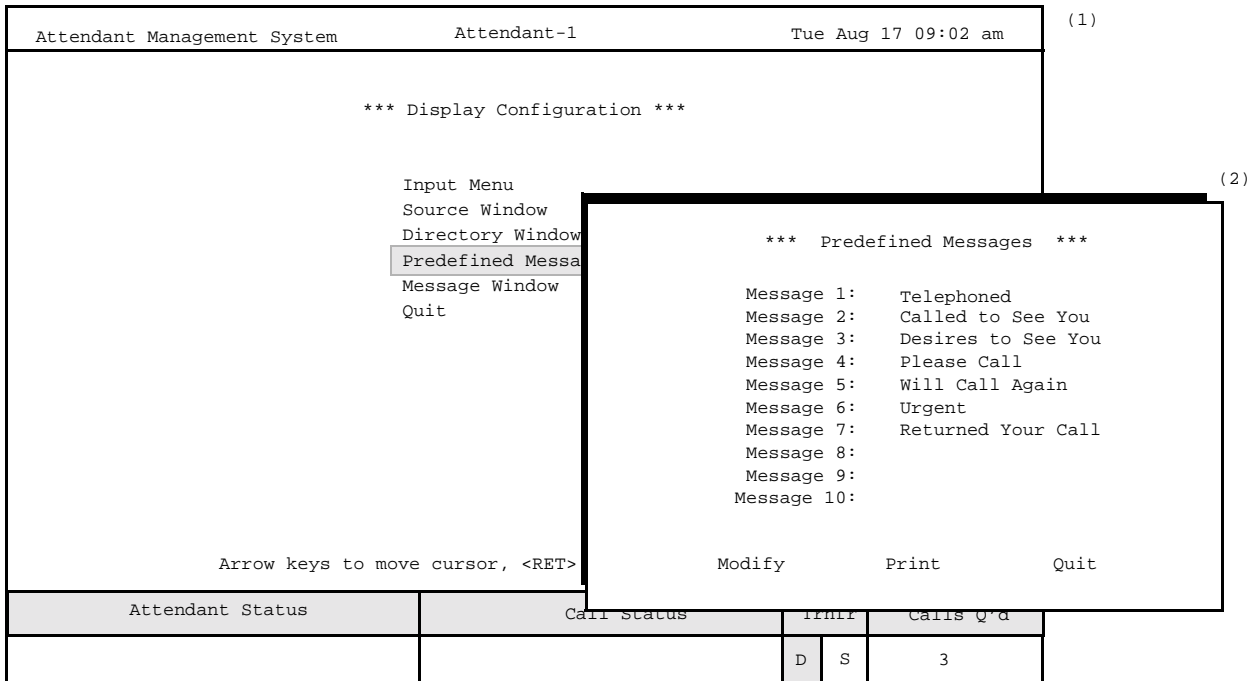 Attendant Management System Attendant-1 Tue Aug 17 09:02 am (1)
*** Display Configuration ***
Input Menu
Source Window
Directory Window
Predefined Messa
Message Window
Quit
Arrow keys to move cursor, <RET>
(2)
*** Predefined Messages ***
Message 1: Telephoned
Message 2: Called to See You
Message 3: Desires to See You
Message 4: Please Call
Message 5: Will Call Again
Message 6: Urgent
Message 7: Returned Your Call
Message 8:
Message 9:
Message 10:
Modify Print Quit
Attendant Status Call Status Calls Q'd
D S 3